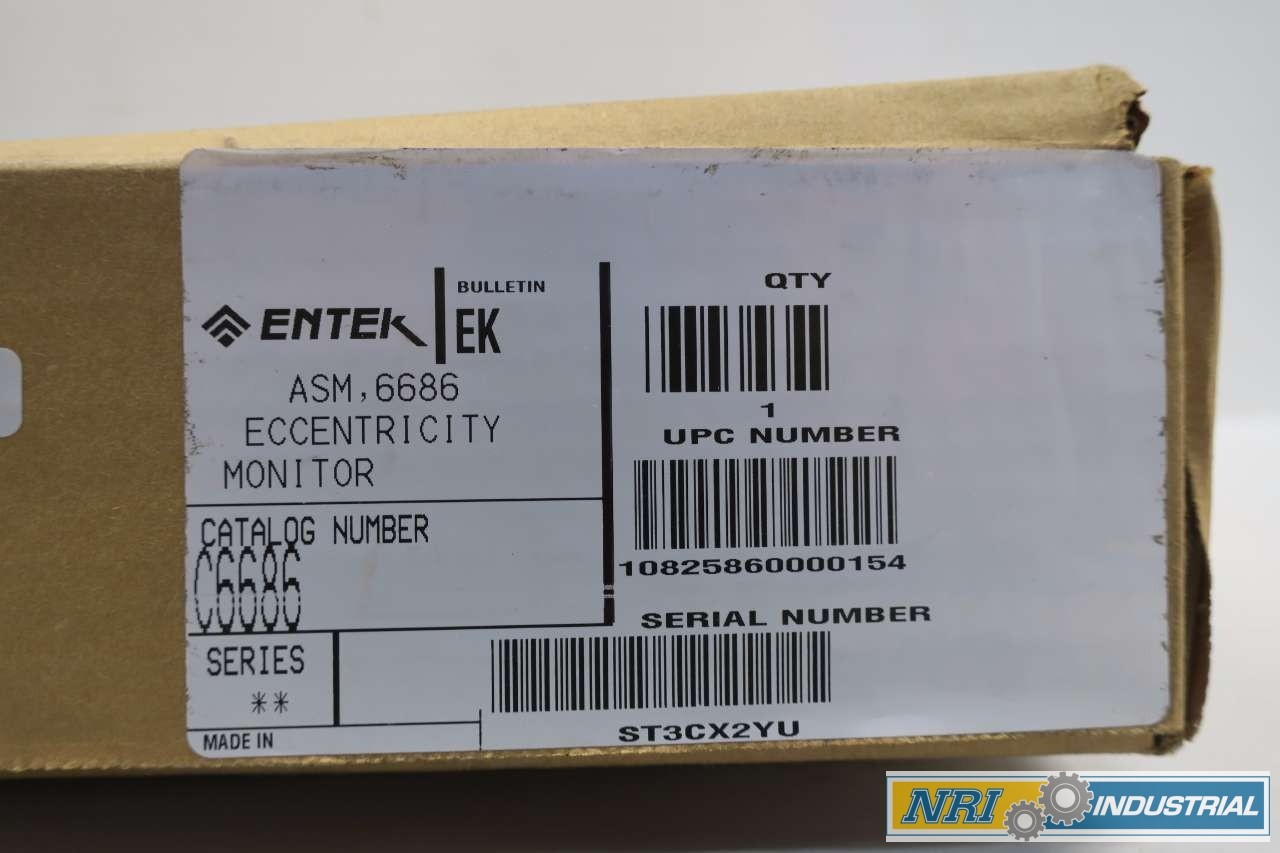 ENTEK
BULLETIN
EK
ASM,6686
ECCENTRICITY
MONITOR
CATALOG NUMBER
C6686
SERIES
**
MADE IN
QTY
1
UPC NUMBER
10825860000154
SERIAL NUMBER
ST3CX2YU
NRI INDUSTRIAL